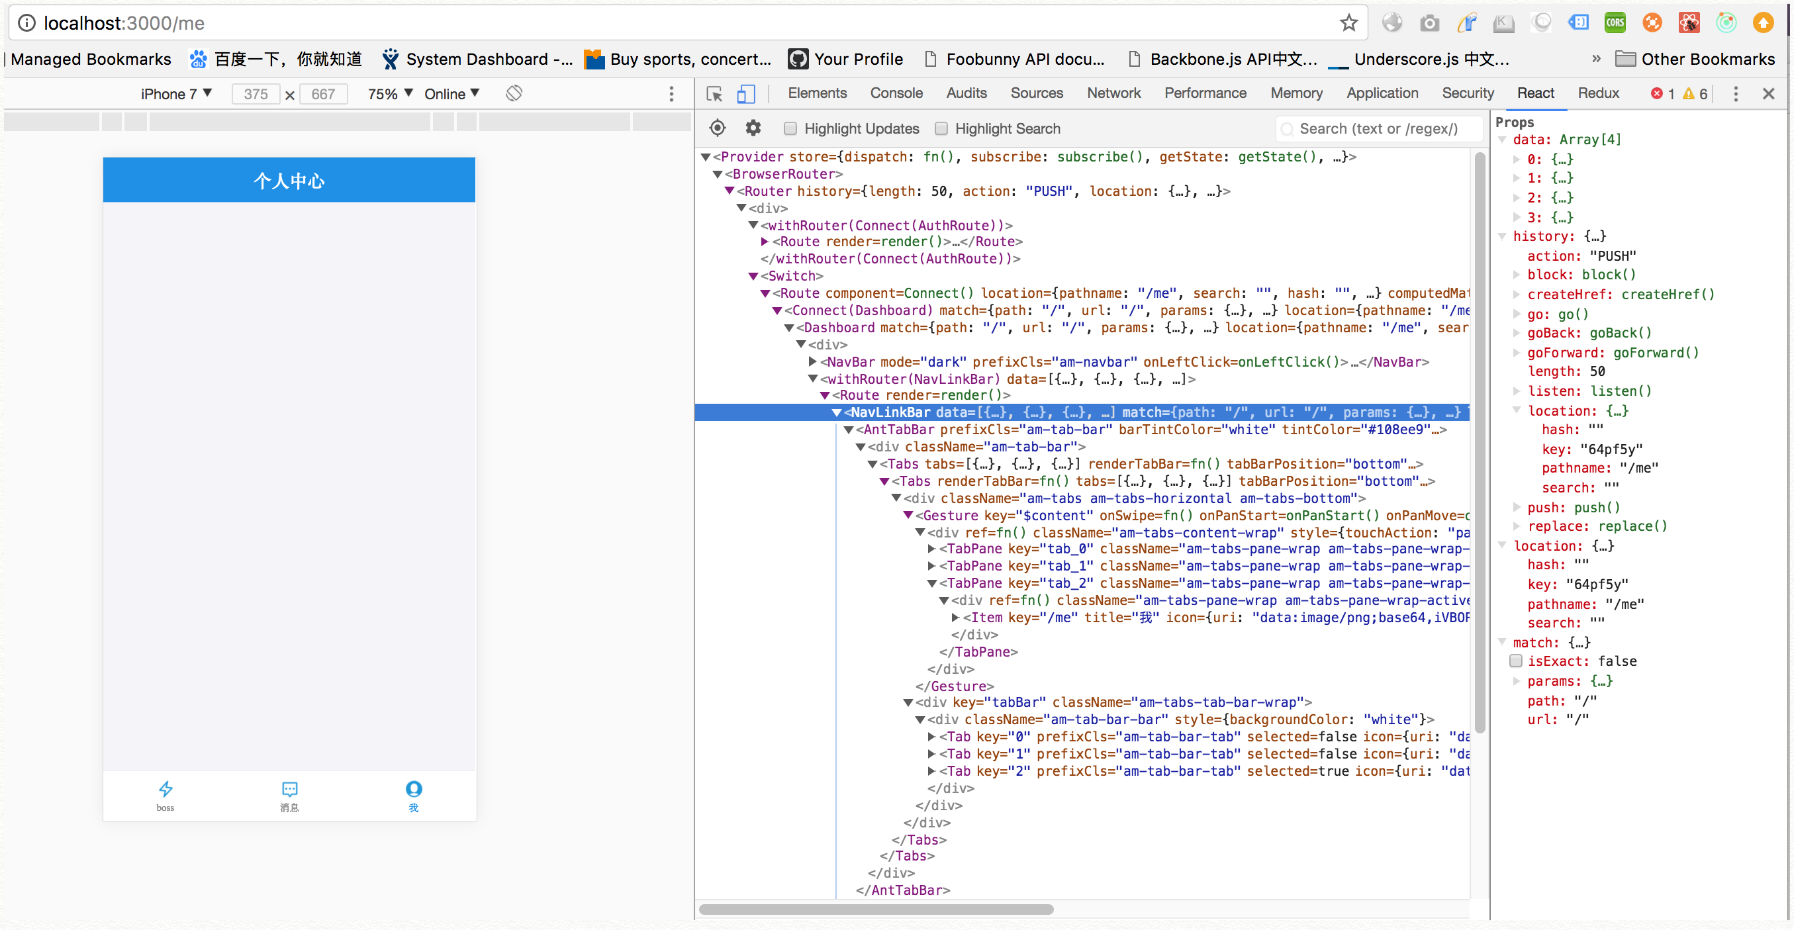 localhost:3000/me
Managed Bookmarks 百度一下，你就知道 System Dashboard -... Buy sports, concert... Your Profile Foobunny API docu... Backbone.js API中文... Underscore.js 中文... » Other Bookmarks
iPhone 7 ▼ 375 × 667 75% ▼ Online ▼
Elements Console Audits Sources Network Performance Memory Application Security React Redux 1 6
Highlight Updates Highlight Search Search (text or /regex/)
个人中心
boss 消息 我
<Provider store={dispatch: fn(), subscribe: subscribe(), getState: getState(), …}>
<BrowserRouter>
<Router history={length: 50, action: "PUSH", location: {…}, …}>
<div>
<withRouter(Connect(AuthRoute))>
<Route render=render()>…</Route>
</withRouter(Connect(AuthRoute))>
<Switch>
<Route component=Connect() location={pathname: "/me", search: "", hash: "", …} computedMat
<Connect(Dashboard) match={path: "/", url: "/", params: {…}, …} location={pathname: "/me
<Dashboard match={path: "/", url: "/", params: {…}, …} location={pathname: "/me", sear
<div>
<NavBar mode="dark" prefixCls="am-navbar" onLeftClick=onLeftClick()>…</NavBar>
<withRouter(NavLinkBar) data=[{…}, {…}, {…}, …]>
<Route render=render()>
<NavLinkBar data=[{…}, {…}, {…}, …] match={path: "/", url: "/", params: {…}, …}
<AntTabBar prefixCls="am-tab-bar" barTintColor="white" tintColor="#108ee9"…>
<div className="am-tab-bar">
<Tabs tabs=[{…}, {…}, {…}] renderTabBar=fn() tabBarPosition="bottom"…>
<Tabs renderTabBar=fn() tabs=[{…}, {…}, {…}] tabBarPosition="bottom"…>
<div className="am-tabs am-tabs-horizontal am-tabs-bottom">
<Gesture key="$content" onSwipe=fn() onPanStart=onPanStart() onPanMove=o
<div ref=fn() className="am-tabs-content-wrap" style={touchAction: "pa
<TabPane key="tab_0" className="am-tabs-pane-wrap am-tabs-pane-wrap-
<TabPane key="tab_1" className="am-tabs-pane-wrap am-tabs-pane-wrap-
<TabPane key="tab_2" className="am-tabs-pane-wrap am-tabs-pane-wrap-
<div ref=fn() className="am-tabs-pane-wrap am-tabs-pane-wrap-active
<Item key="/me" title="我" icon={uri: "data:image/png;base64,iVBOR
</div>
</TabPane>
</div>
</Gesture>
<div key="tabBar" className="am-tabs-tab-bar-wrap">
<div className="am-tab-bar-bar" style={backgroundColor: "white"}>
<Tab key="0" prefixCls="am-tab-bar-tab" selected=false icon={uri: "da
<Tab key="1" prefixCls="am-tab-bar-tab" selected=false icon={uri: "da
<Tab key="2" prefixCls="am-tab-bar-tab" selected=true icon={uri: "dat
</div>
</div>
</div>
</Tabs>
</Tabs>
</div>
</AntTabBar>
Props
data: Array[4]
0: {…}
1: {…}
2: {…}
3: {…}
history: {…}
action: "PUSH"
block: block()
createHref: createHref()
go: go()
goBack: goBack()
goForward: goForward()
length: 50
listen: listen()
location: {…}
hash: ""
key: "64pf5y"
pathname: "/me"
search: ""
push: push()
replace: replace()
location: {…}
hash: ""
key: "64pf5y"
pathname: "/me"
search: ""
match: {…}
isExact: false
params: {…}
path: "/"
url: "/"